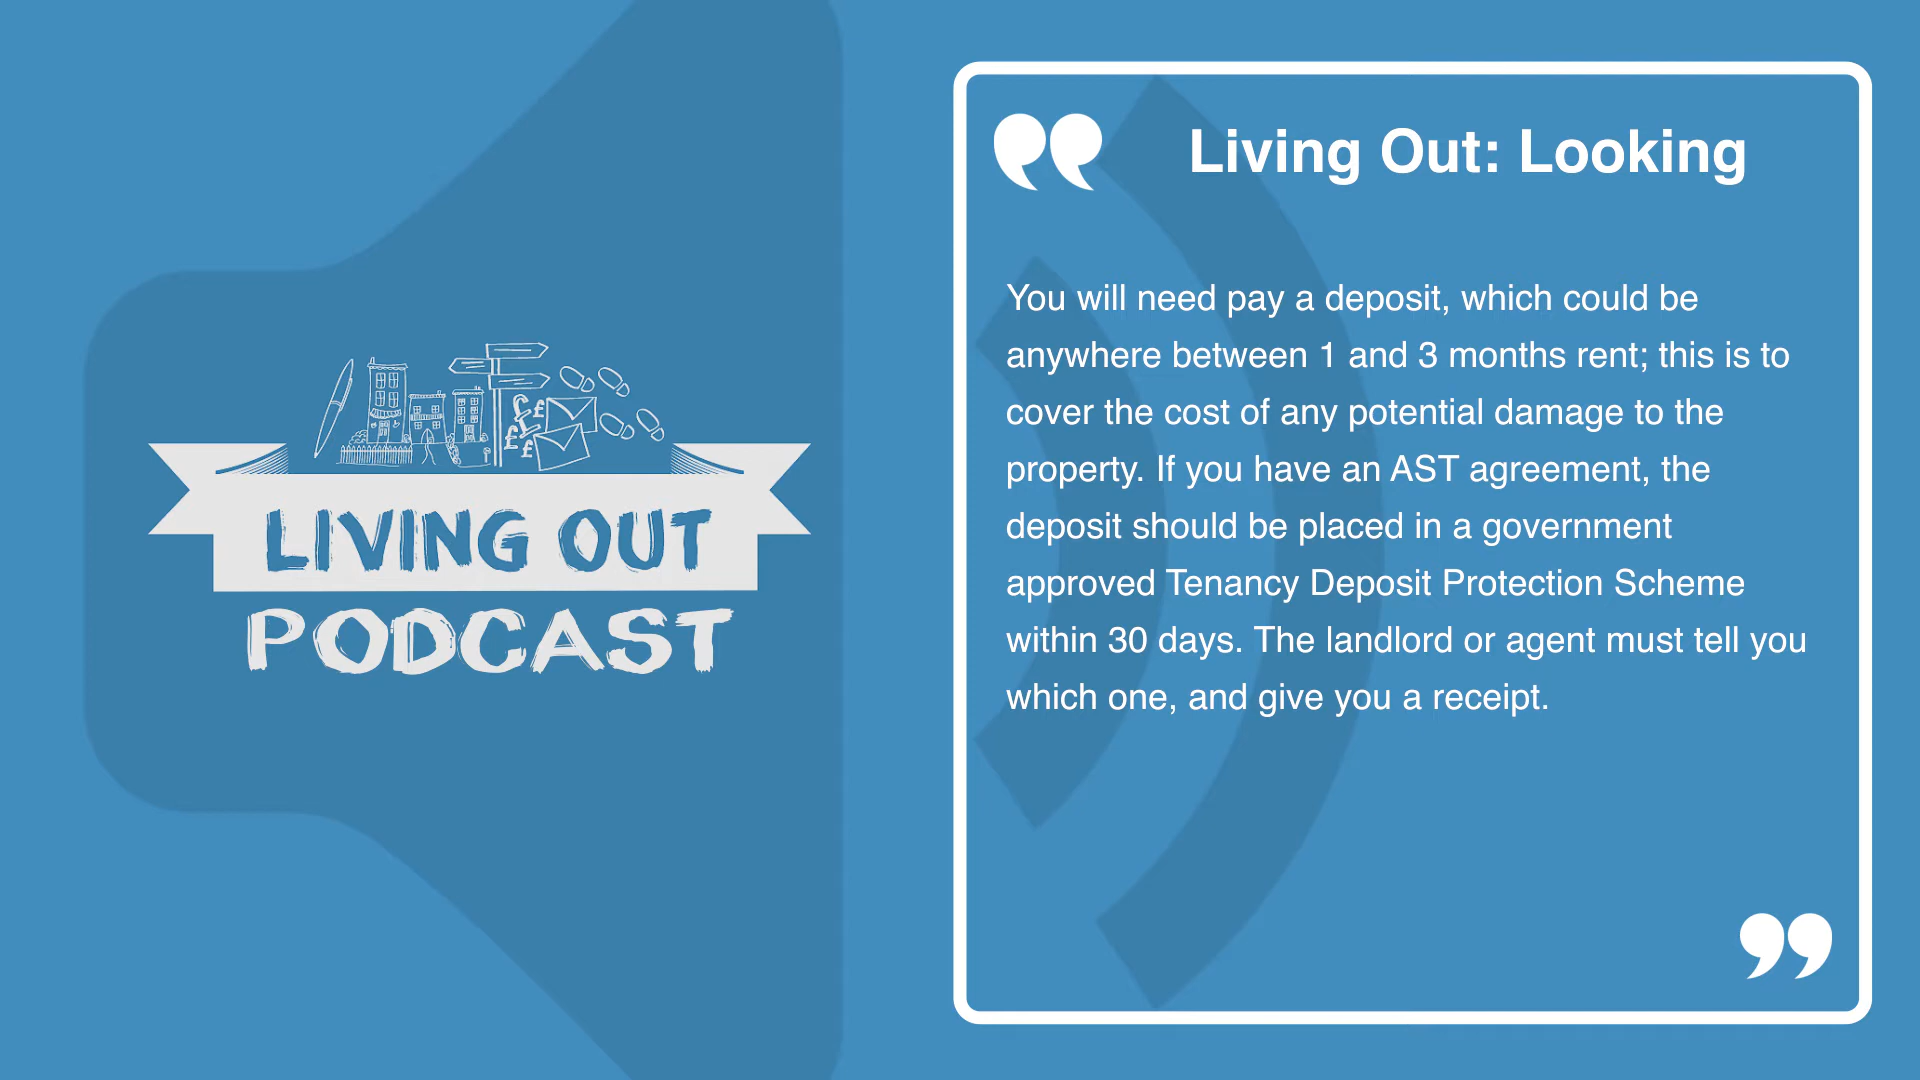 LIVING OUT
PODCAST
Living Out: Looking
You will need pay a deposit, which could be
anywhere between 1 and 3 months rent; this is to
cover the cost of any potential damage to the
property. If you have an AST agreement, the
deposit should be placed in a government
approved Tenancy Deposit Protection Scheme
within 30 days. The landlord or agent must tell you
which one, and give you a receipt.